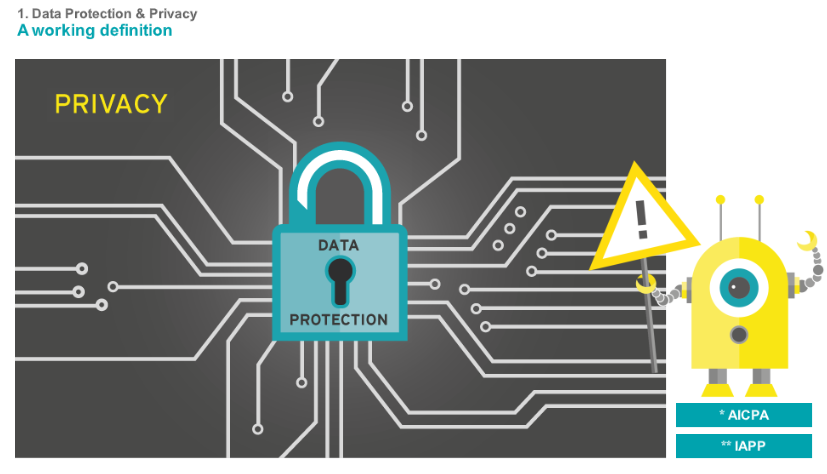 1. Data Protection & Privacy
A working definition
PRIVACY
DATA
PROTECTION
!
* AICPA
** IAPP